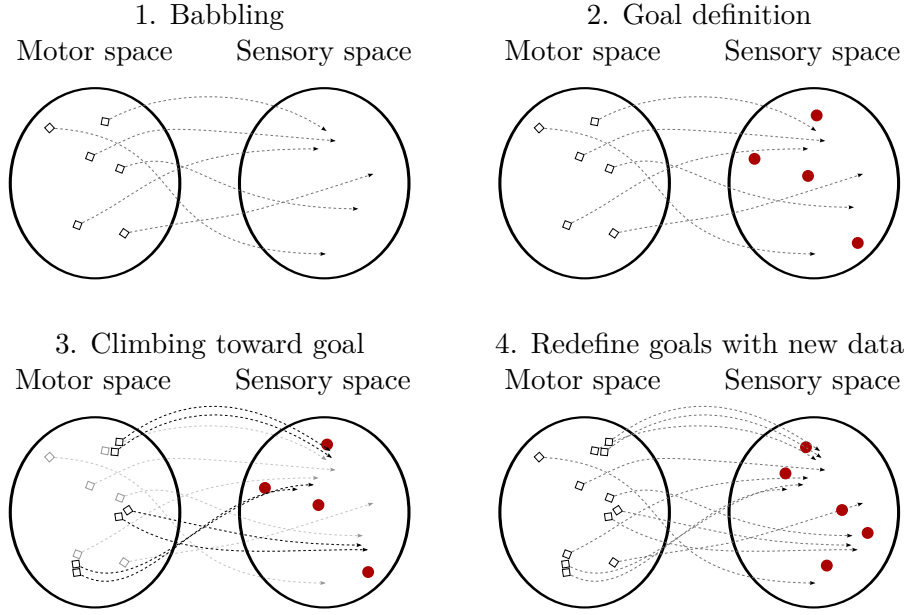 1. Babbling
Motor space Sensory space
2. Goal definition
Motor space Sensory space
3. Climbing toward goal
Motor space Sensory space
4. Redefine goals with new data
Motor space Sensory space